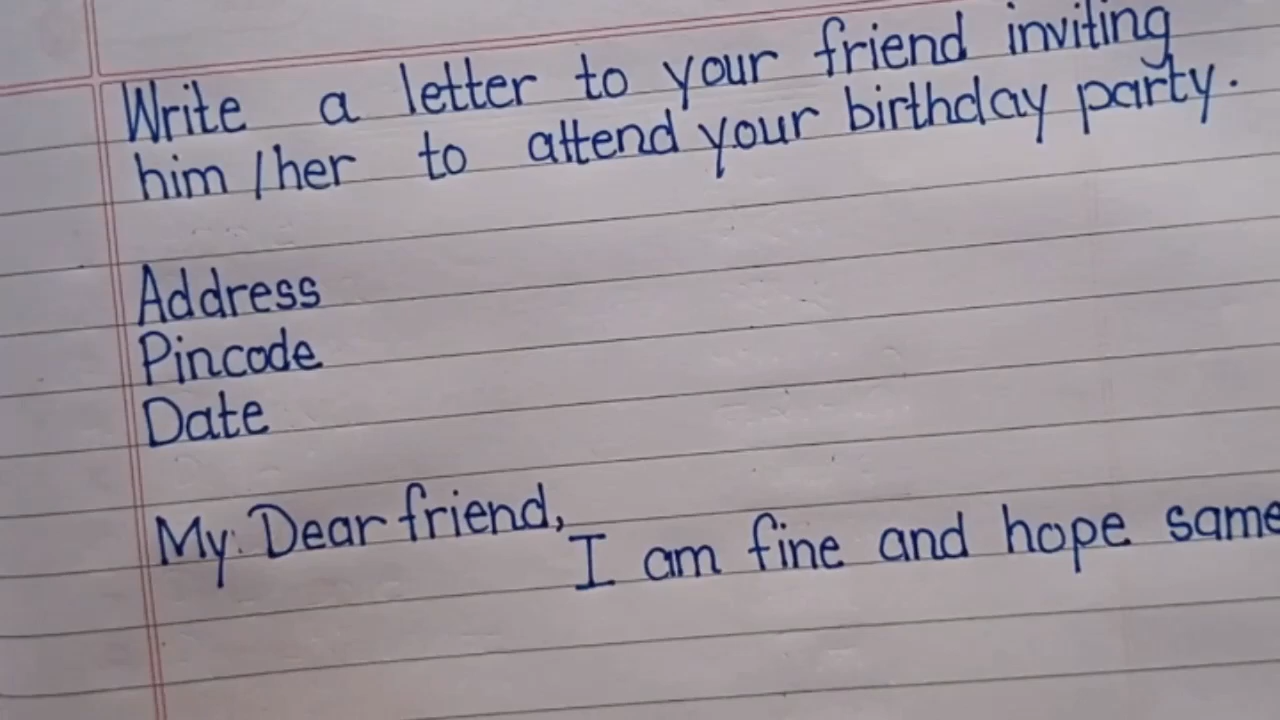 Write a letter to your friend inviting
him/her to attend your birthday party.
Address
Pincode
Date
My Dear friend,
I am fine and hope same